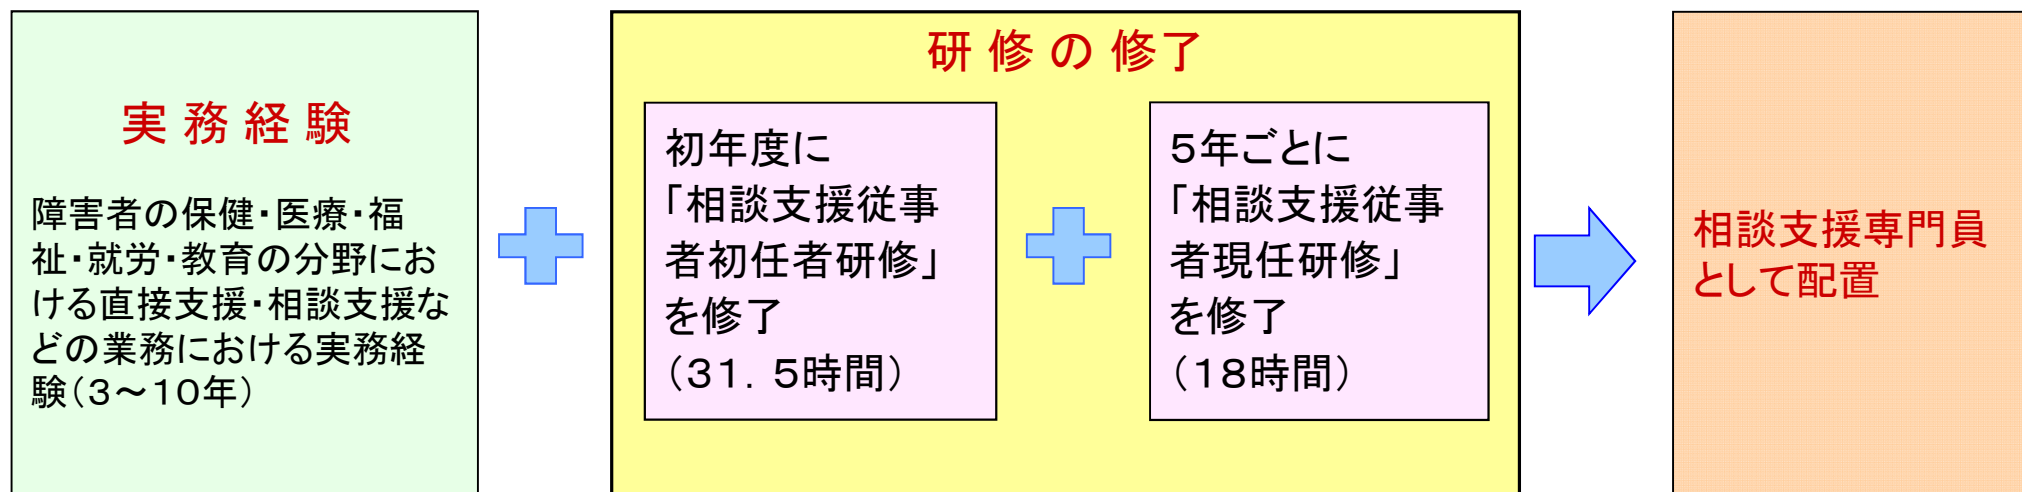 実 務 経 験
障害者の保健・医療・福
祉・就労・教育の分野にお
ける直接支援・相談支援な
どの業務における実務経
験（３～１０年）
研 修 の 修了
初年度に
「相談支援従事
者初任者研修」
を修了
（３１．５時間）
５年ごとに
「相談支援従事
者現任研修」
を修了
（１８時間）
相談支援専門員
として配置